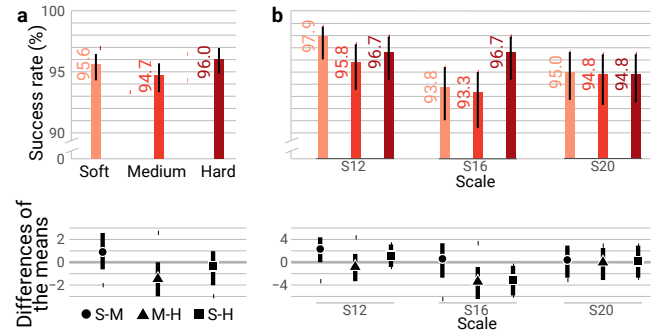 a
b
Success rate (%)
100
95
90
0
95.6
94.7
96.0
Soft Medium Hard
97.9
95.8
96.7
93.8
93.3
96.7
95.0
94.8
94.8
S12 S16 S20
Scale
Differences of
the means
2
0
−2
S-M M-H S-H
4
0
−4
S12 S16 S20
Scale